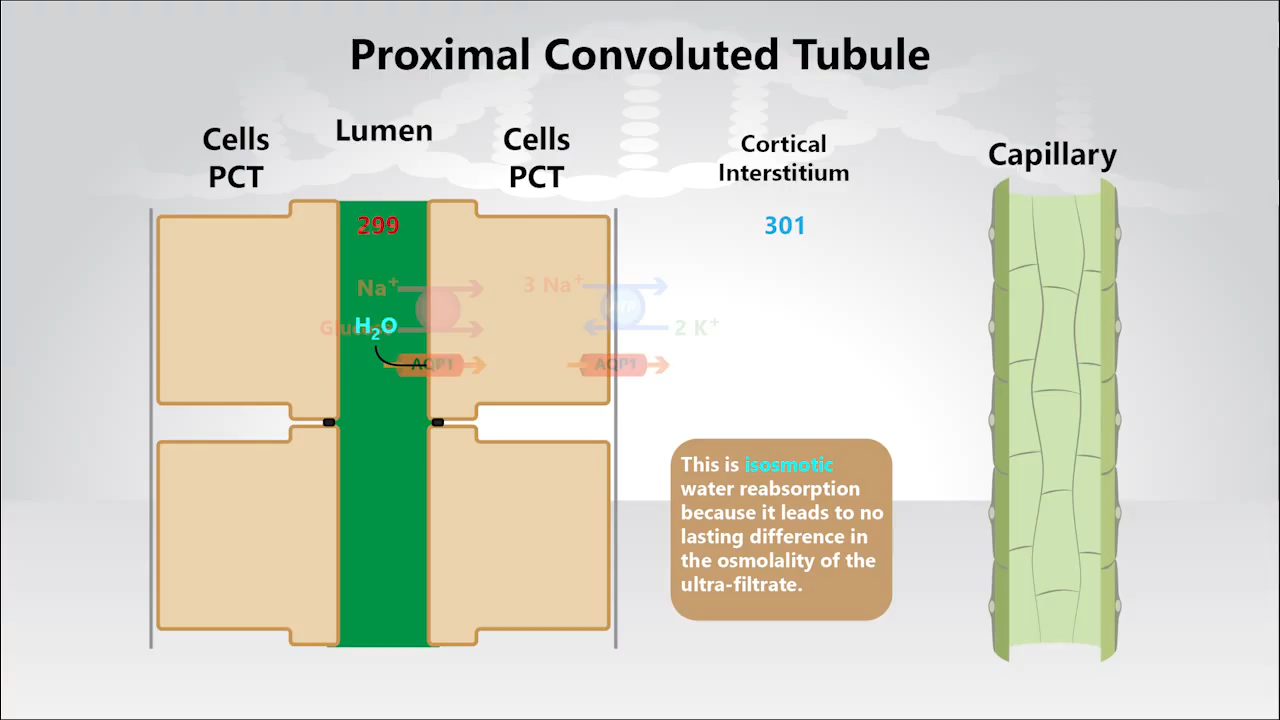 Proximal Convoluted Tubule
Cells
PCT
Lumen
Cells
PCT
Cortical
Interstitium
Capillary
299
301
Na⁺
3 Na⁺
H₂O
2 K⁺
AQP1
AQP1
This is isosmotic
water reabsorption
because it leads to no
lasting difference in
the osmolality of the
ultra-filtrate.